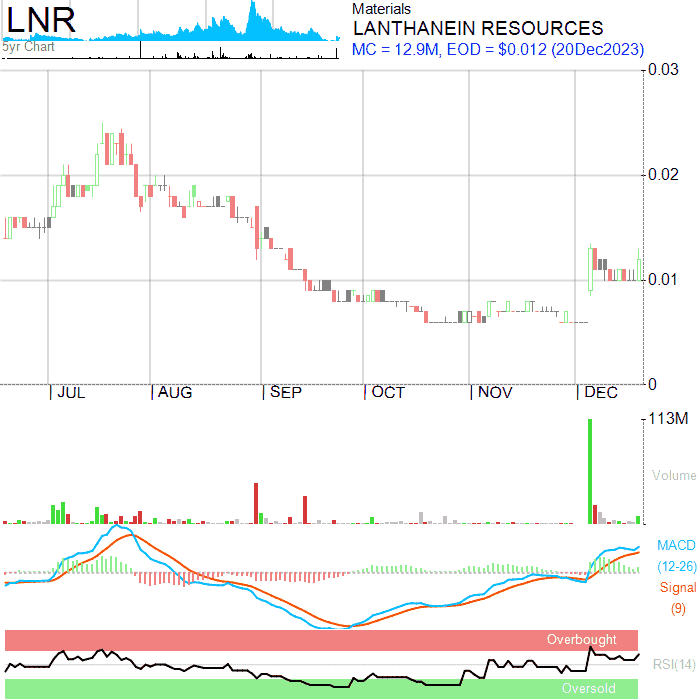 LNR
5yr Chart
Materials
LANTHANEIN RESOURCES
MC = 12.9M, EOD = $0.012 (20Dec2023)
0.03
0.02
0.01
0
JUL AUG SEP OCT NOV DEC
113M
Volume
MACD
(12-26)
Signal
(9)
Overbought
RSI(14)
Oversold